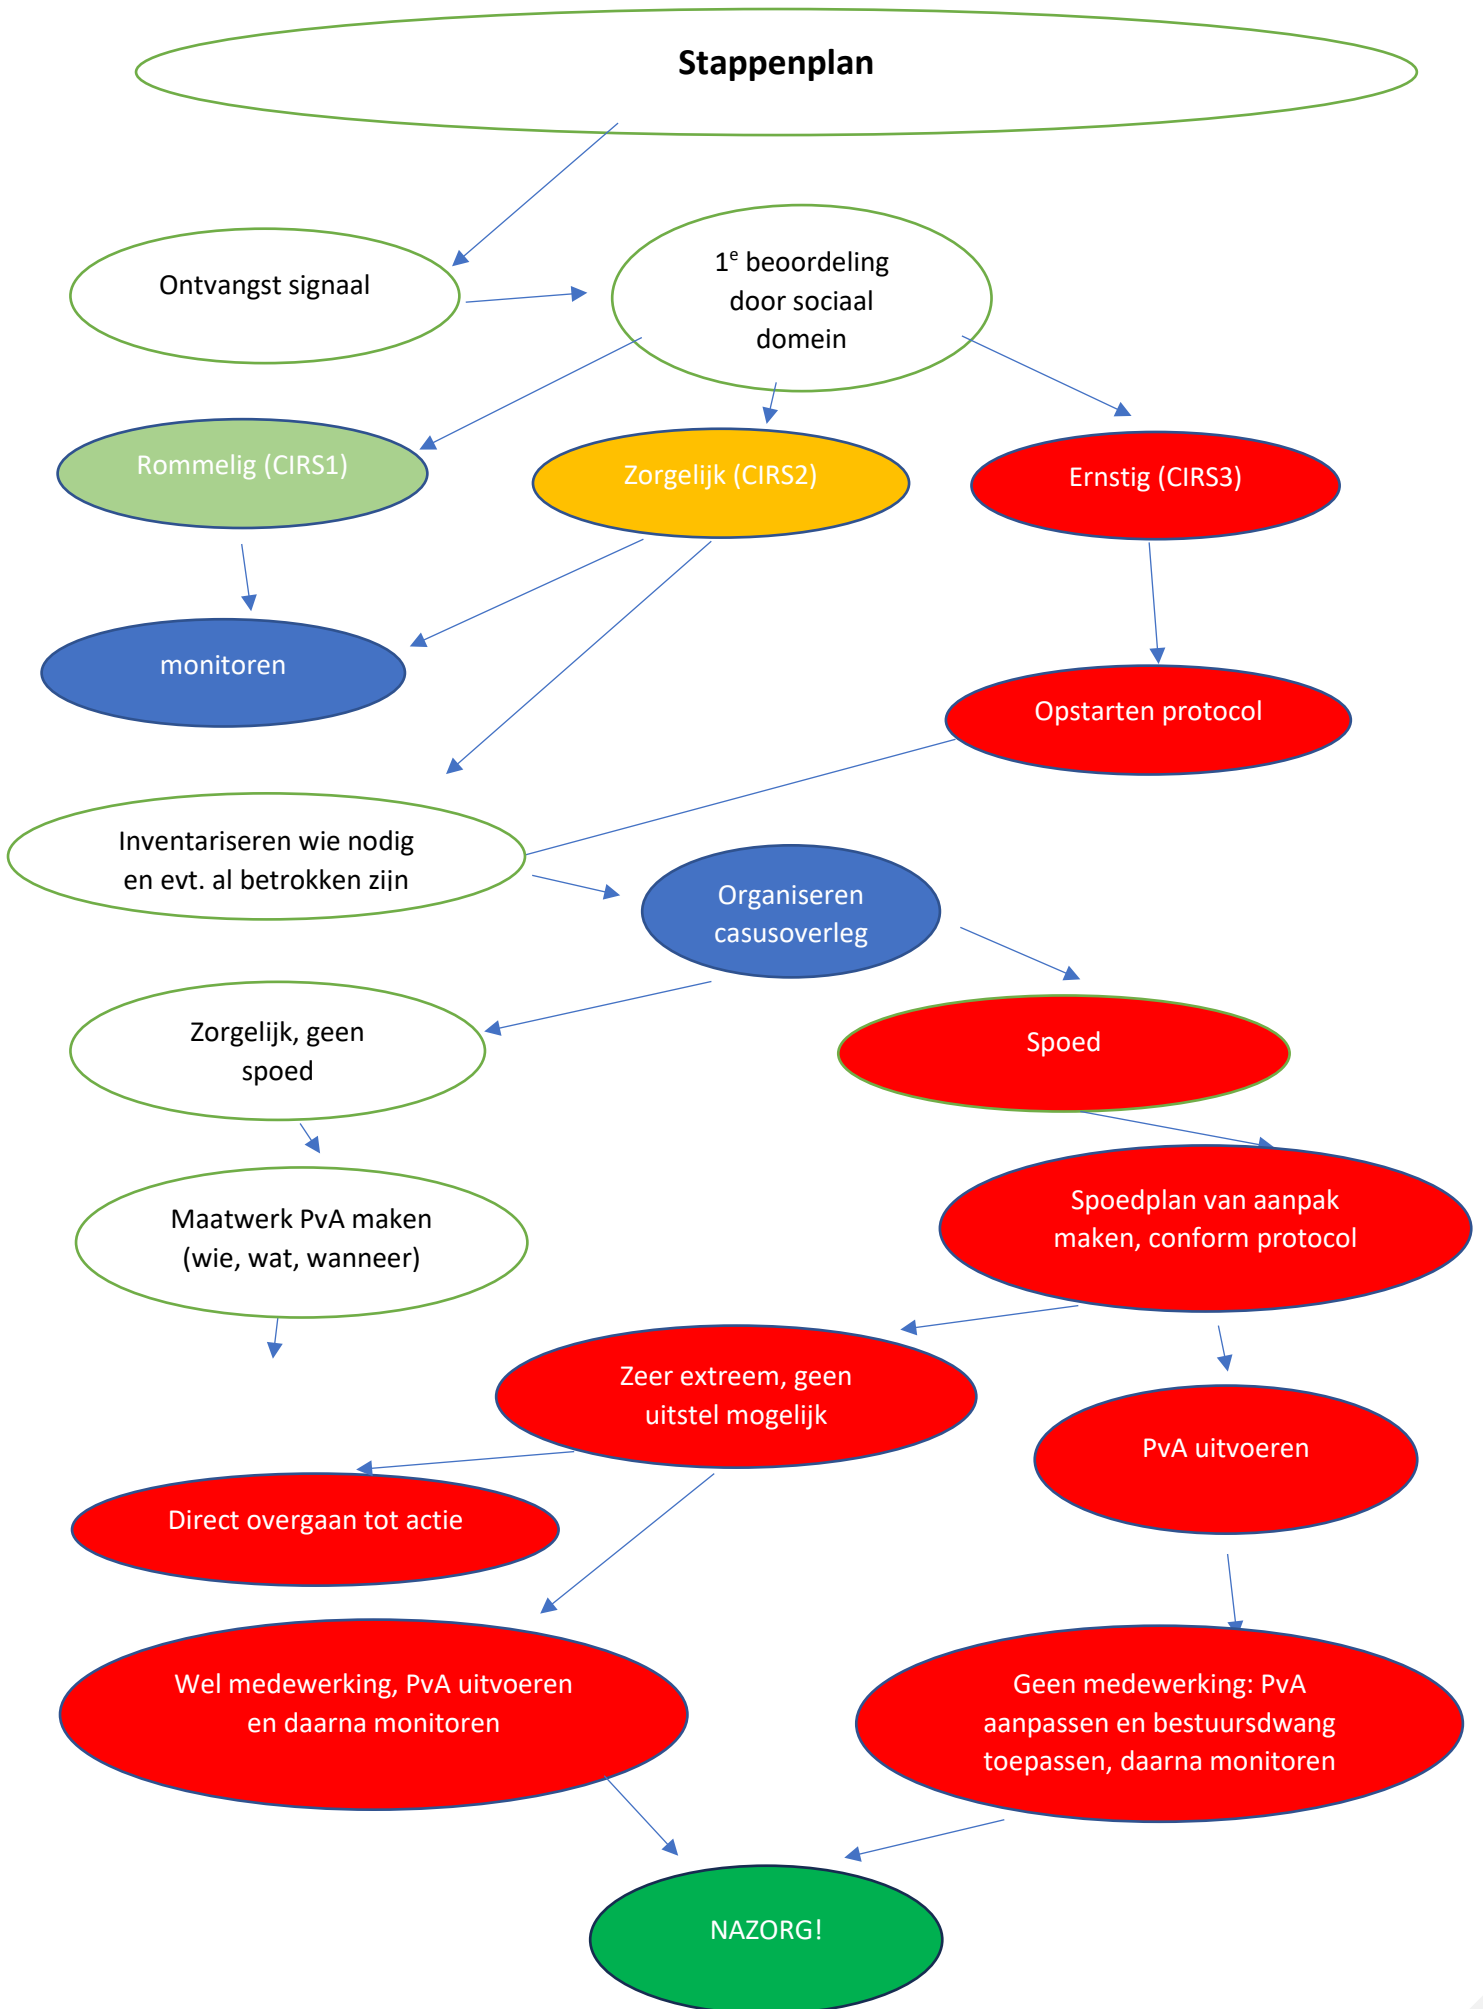 Stappenplan
Ontvangst signaal
1e beoordeling
door sociaal
domein
Rommelig (CIRS1)
Zorgelijk (CIRS2)
Ernstig (CIRS3)
monitoren
Opstarten protocol
Inventariseren wie nodig
en evt. al betrokken zijn
Organiseren
casusoverleg
Zorgelijk, geen
spoed
Spoed
Maatwerk PvA maken
(wie, wat, wanneer)
Spoedplan van aanpak
maken, conform protocol
Zeer extreem, geen
uitstel mogelijk
PvA uitvoeren
Direct overgaan tot actie
Wel medewerking, PvA uitvoeren
en daarna monitoren
Geen medewerking: PvA
aanpassen en bestuursdwang
toepassen, daarna monitoren
NAZORG!